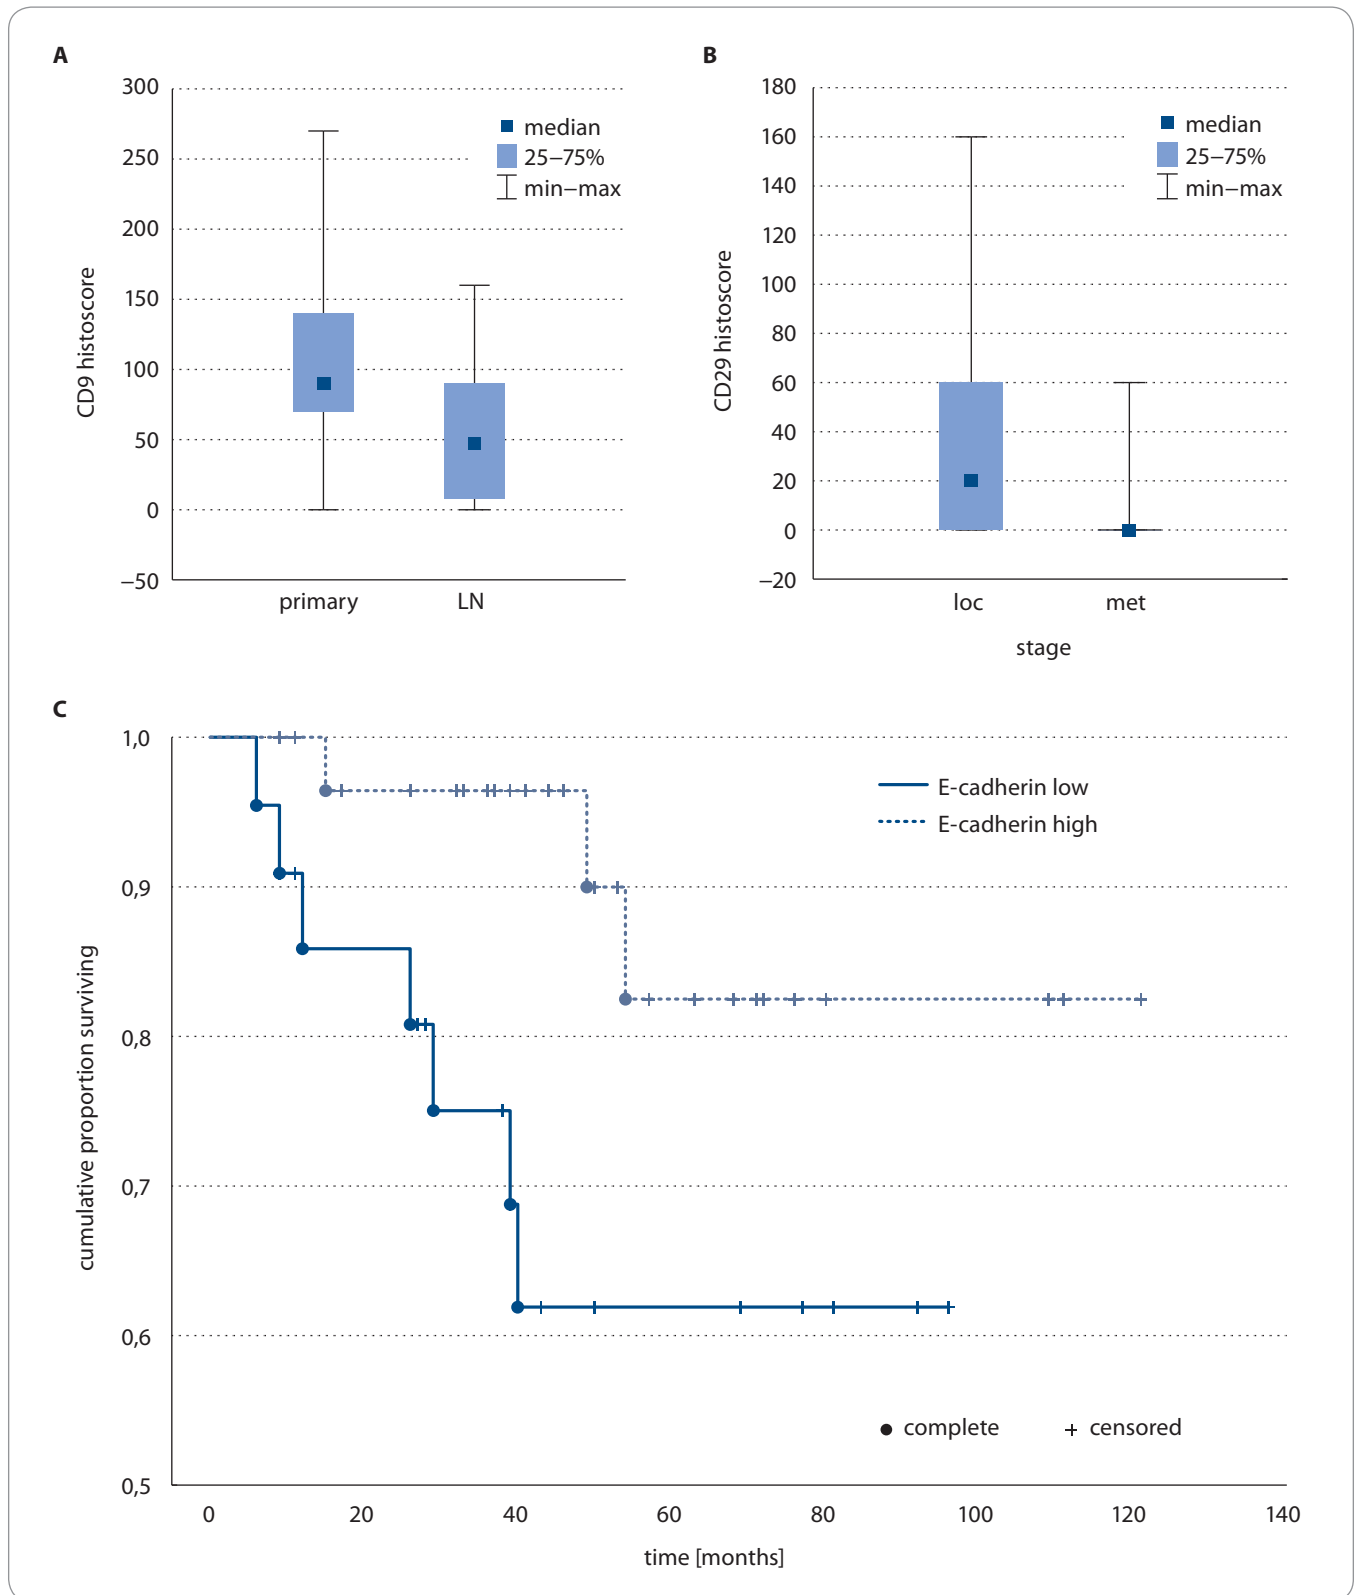 A
300
250
200
150
100
50
0
−50
CD9 histoscore
median
25−75%
min−max
primary
LN
B
180
160
140
120
100
80
60
40
20
0
−20
CD29 histoscore
median
25−75%
min−max
loc
met
stage
C
1,0
0,9
0,8
0,7
0,6
0,5
cumulative proportion surviving
E-cadherin low
E-cadherin high
complete
censored
0
20
40
60
80
100
120
140
time [months]